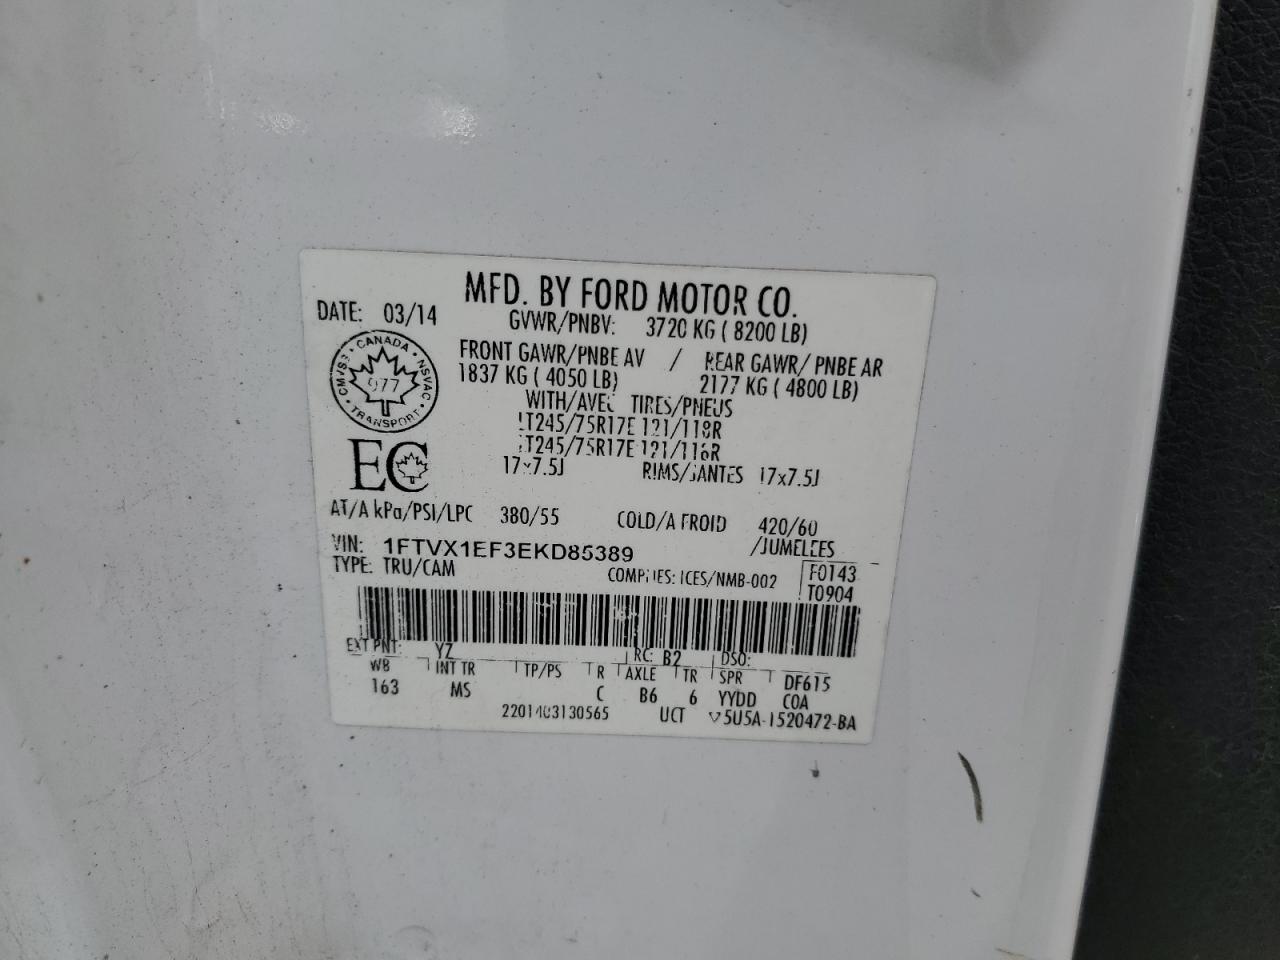 MFD. BY FORD MOTOR CO.
DATE: 03/14
GVWR/PNBV: 3720 KG ( 8200 LB)
CANADA
CMVSS NSVAC
977
TRANSPORT
FRONT GAWR/PNBE AV / REAR GAWR/ PNBE AR
1837 KG ( 4050 LB) 2177 KG ( 4800 LB)
WITH/AVEC TIRES/PNEUS
LT245/75R17E 121/118R
LT245/75R17E 121/118R
EC
17x7.5J RIMS/JANTES 17x7.5J
AT/A kPa/PSI/LPC 380/55 COLD/A FROID 420/60
VIN: 1FTVX1EF3EKD85389 /JUMELEES
TYPE: TRU/CAM COMPLIES: ICES/NMB-002 F0143
T0904
EXT PNT: YZ RC: B2 DSO:
WB INT TR TP/PS R AXLE TR SPR DF615
163 MS C B6 6 YYDD COA
2201403130565 UCT 5U5A-1520472-BA